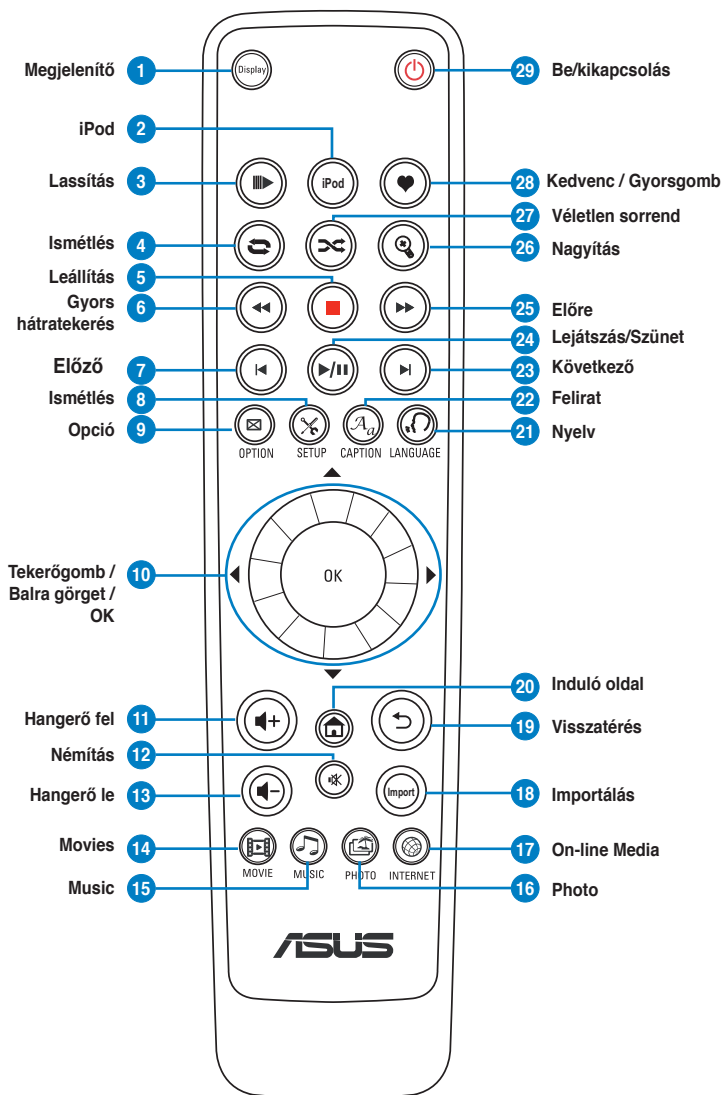 Megjelenítő 1
Display
29 Be/kikapcsolás
iPod 2
Lassítás 3
iPod
28 Kedvenc / Gyorsgomb
27 Véletlen sorrend
Ismétlés 4
26 Nagyítás
Leállítás 5
Gyors
hátratekerés 6
25 Előre
24 Lejátszás/Szünet
Előző 7
23 Következő
Ismétlés 8
22 Felirat
Opció 9
Aa
21 Nyelv
OPTION SETUP CAPTION LANGUAGE
Tekerőgomb /
Balra görget /
OK
10
OK
20 Induló oldal
Hangerő fel 11
19 Visszatérés
Némítás 12
Hangerő le 13
Import
18 Importálás
Movies 14
17 On-line Media
MOVIE MUSIC PHOTO INTERNET
Music 15
16 Photo
ASUS